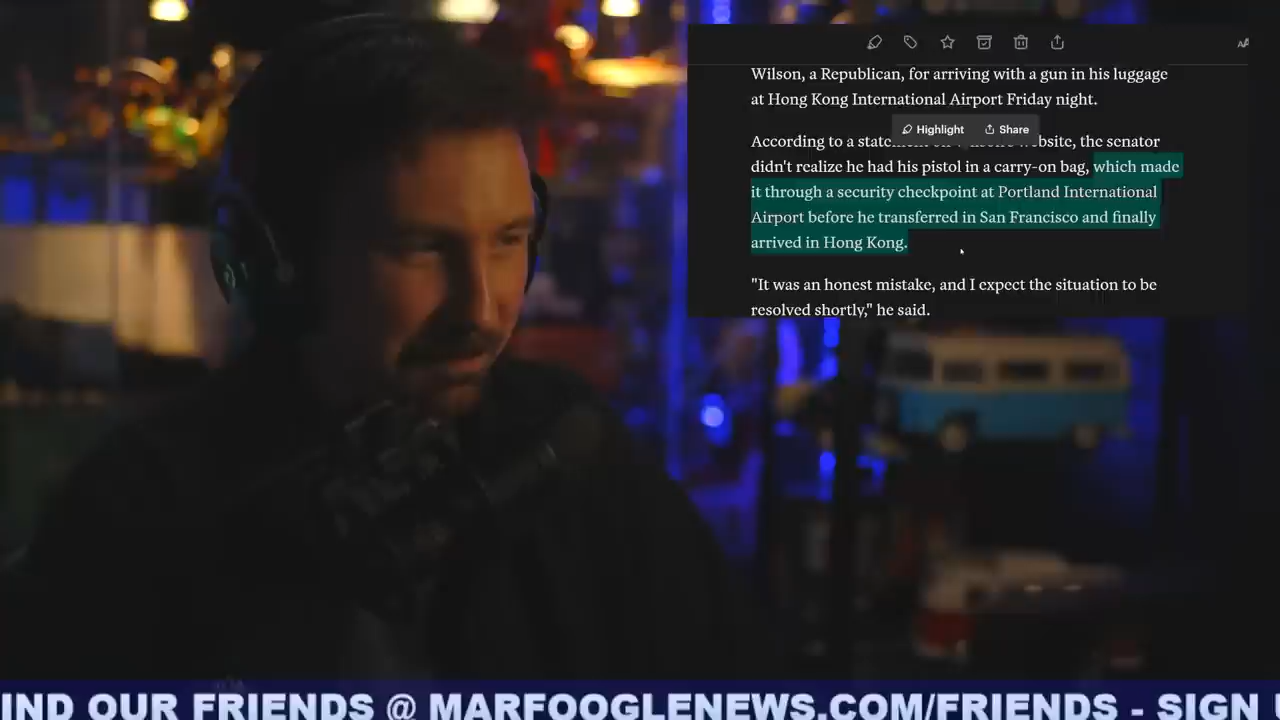 Wilson, a Republican, for arriving with a gun in his luggage
at Hong Kong International Airport Friday night.
Highlight Share
According to a state bsite, the senator
didn't realize he had his pistol in a carry-on bag, which made
it through a security checkpoint at Portland International
Airport before he transferred in San Francisco and finally
arrived in Hong Kong.
"It was an honest mistake, and I expect the situation to be
resolved shortly," he said.
IND OUR FRIENDS @ MARFOOGLENEWS.COM/FRIENDS - SIGN